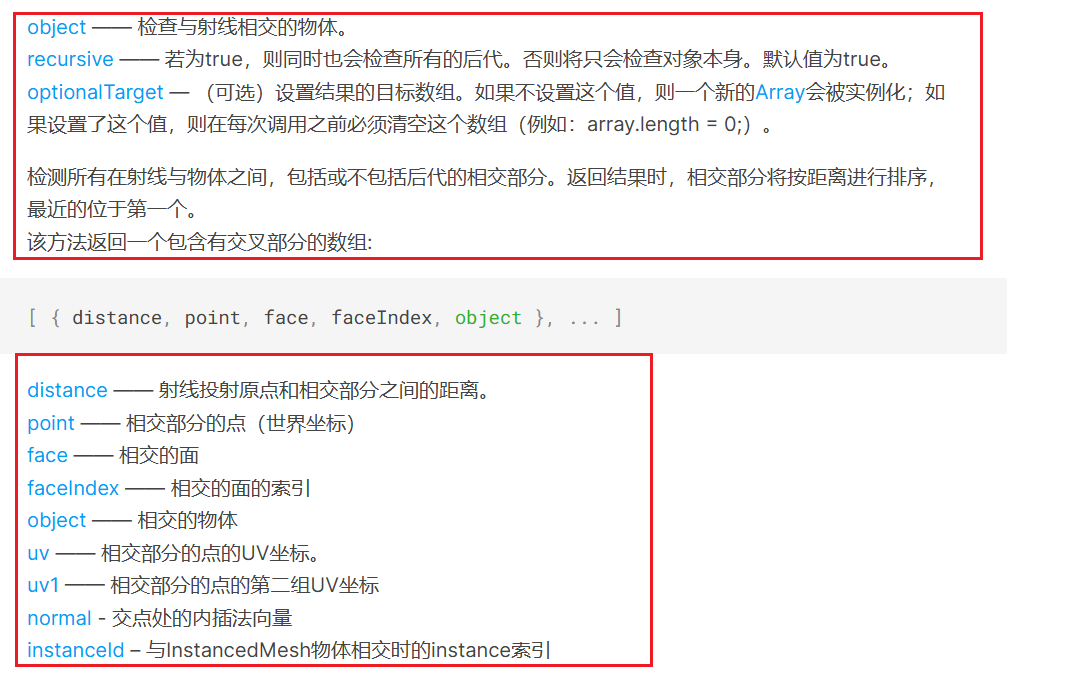 object —— 检查与射线相交的物体。
recursive —— 若为true，则同时也会检查所有的后代。否则将只会检查对象本身。默认值为true。
optionalTarget — （可选）设置结果的目标数组。如果不设置这个值，则一个新的Array会被实例化；如
果设置了这个值，则在每次调用之前必须清空这个数组（例如：array.length = 0;）。
检测所有在射线与物体之间，包括或不包括后代的相交部分。返回结果时，相交部分将按距离进行排序，
最近的位于第一个。
该方法返回一个包含有交叉部分的数组:
[ { distance, point, face, faceIndex, object }, ... ]
distance —— 射线投射原点和相交部分之间的距离。
point —— 相交部分的点（世界坐标）
face —— 相交的面
faceIndex —— 相交的面的索引
object —— 相交的物体
uv —— 相交部分的点的UV坐标。
uv1 —— 相交部分的点的第二组UV坐标
normal - 交点处的内插法向量
instanceId – 与InstancedMesh物体相交时的instance索引